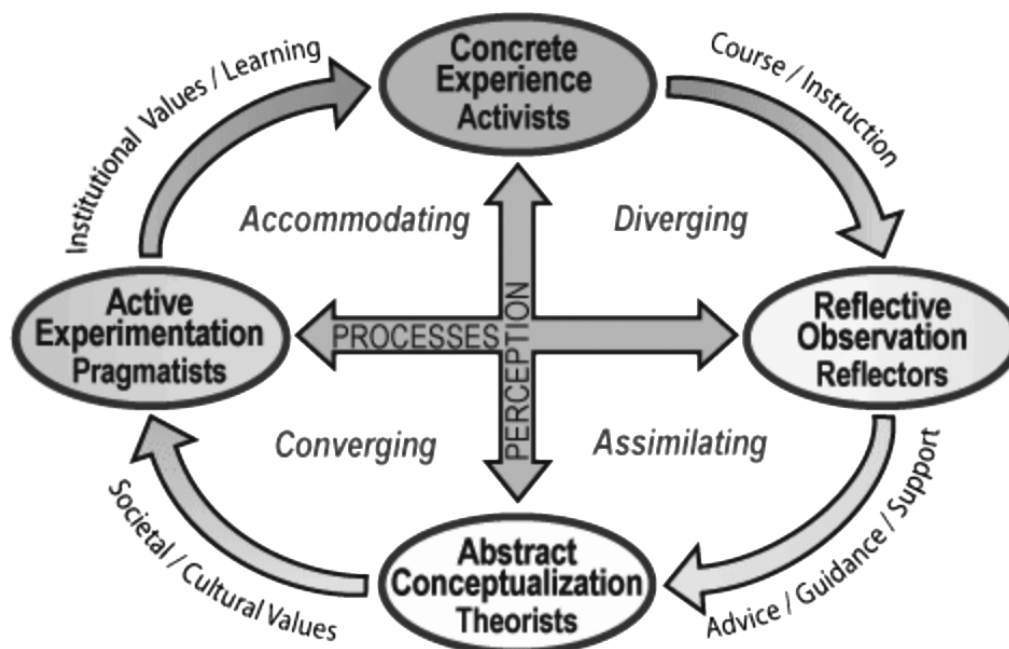 Concrete
Experience
Activists
Course / Instruction
Institutional Values / Learning
Accommodating
Diverging
Active
Experimentation
Pragmatists
PROCESSES
PERCEPTION
Reflective
Observation
Reflectors
Converging
Assimilating
Societal / Cultural Values
Abstract
Conceptualization
Theorists
Advice / Guidance / Support